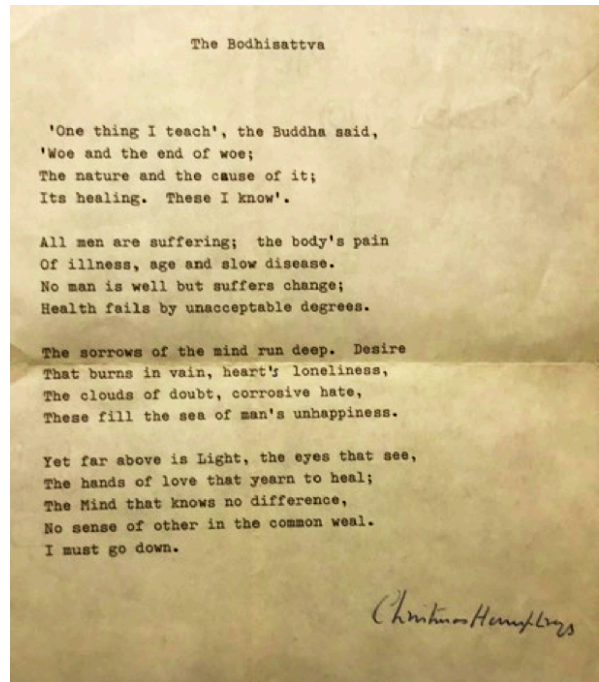 The Bodhisattva
'One thing I teach', the Buddha said,
'Woe and the end of woe;
The nature and the cause of it;
Its healing. These I know'.
All men are suffering; the body's pain
Of illness, age and slow disease.
No man is well but suffers change;
Health fails by unacceptable degrees.
The sorrows of the mind run deep. Desire
That burns in vain, heart's loneliness,
The clouds of doubt, corrosive hate,
These fill the sea of man's unhappiness.
Yet far above is Light, the eyes that see,
The hands of love that yearn to heal;
The Mind that knows no difference,
No sense of other in the common weal.
I must go down.
Christmas Humphreys